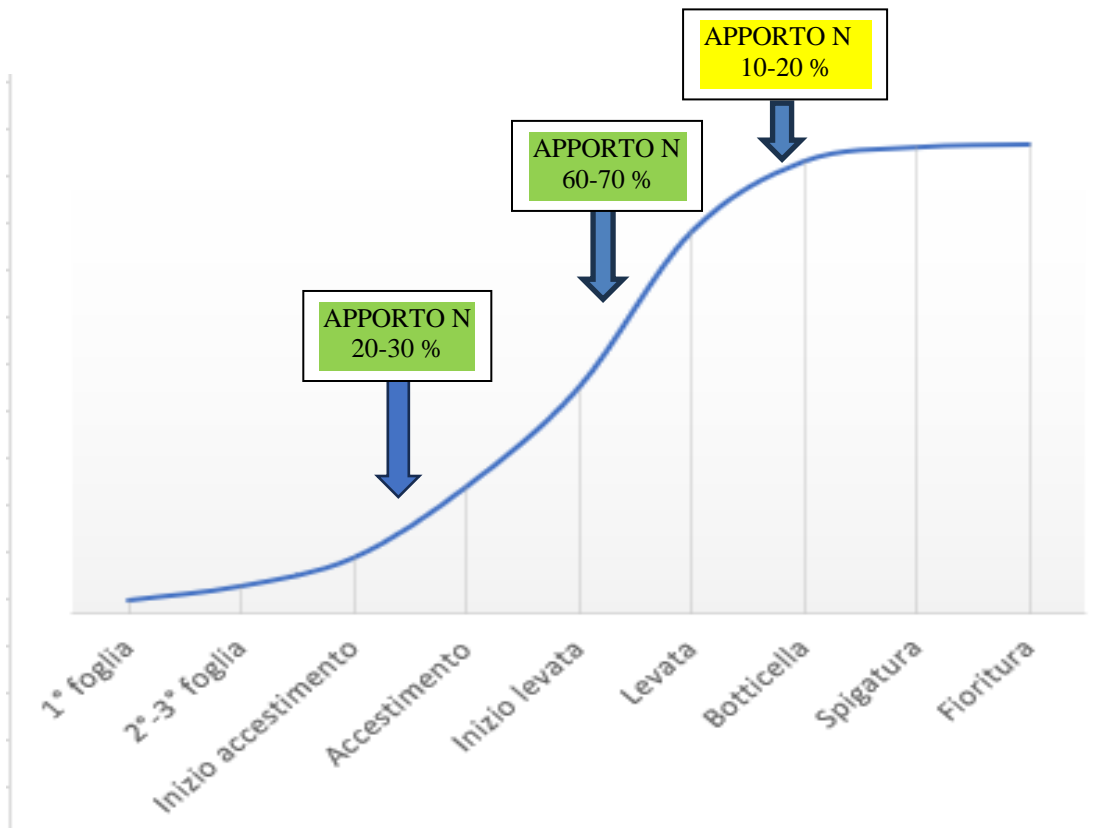 APPORTO N
10-20 %
APPORTO N
60-70 %
APPORTO N
20-30 %
1° foglia
2°-3° foglia
Inizio accestimento
Accestimento
Inizio levata
Levata
Botticella
Spigatura
Fioritura